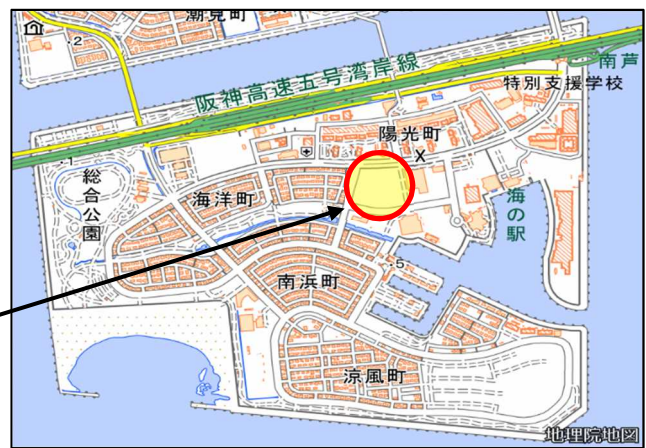 潮見町
2
阪神高速五号湾岸線
南芦
特別支援学校
陽光町
総合公園
海洋町
海の駅
南浜町
5
涼風町
地理院地図